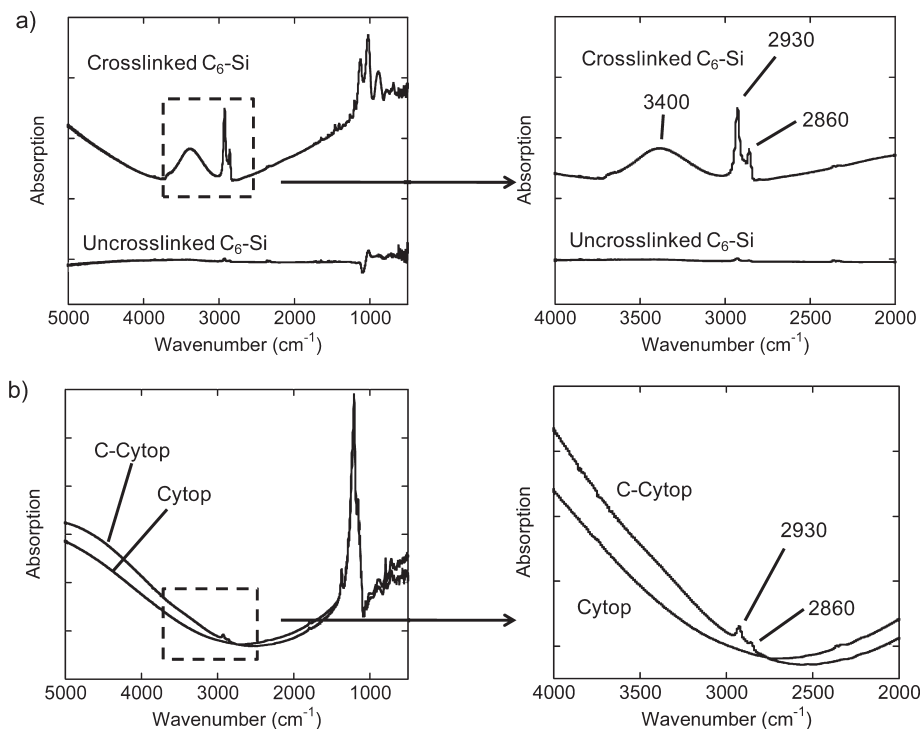 a)
Crosslinked C₆-Si
Uncrosslinked C₆-Si
Absorption
5000 4000 3000 2000 1000
Wavenumber (cm⁻¹)
Crosslinked C₆-Si
2930
3400
2860
Uncrosslinked C₆-Si
Absorption
4000 3500 3000 2500 2000
Wavenumber (cm⁻¹)
b)
C-Cytop
Cytop
Absorption
5000 4000 3000 2000 1000
Wavenumber (cm⁻¹)
C-Cytop
2930
Cytop
2860
Absorption
4000 3500 3000 2500 2000
Wavenumber (cm⁻¹)